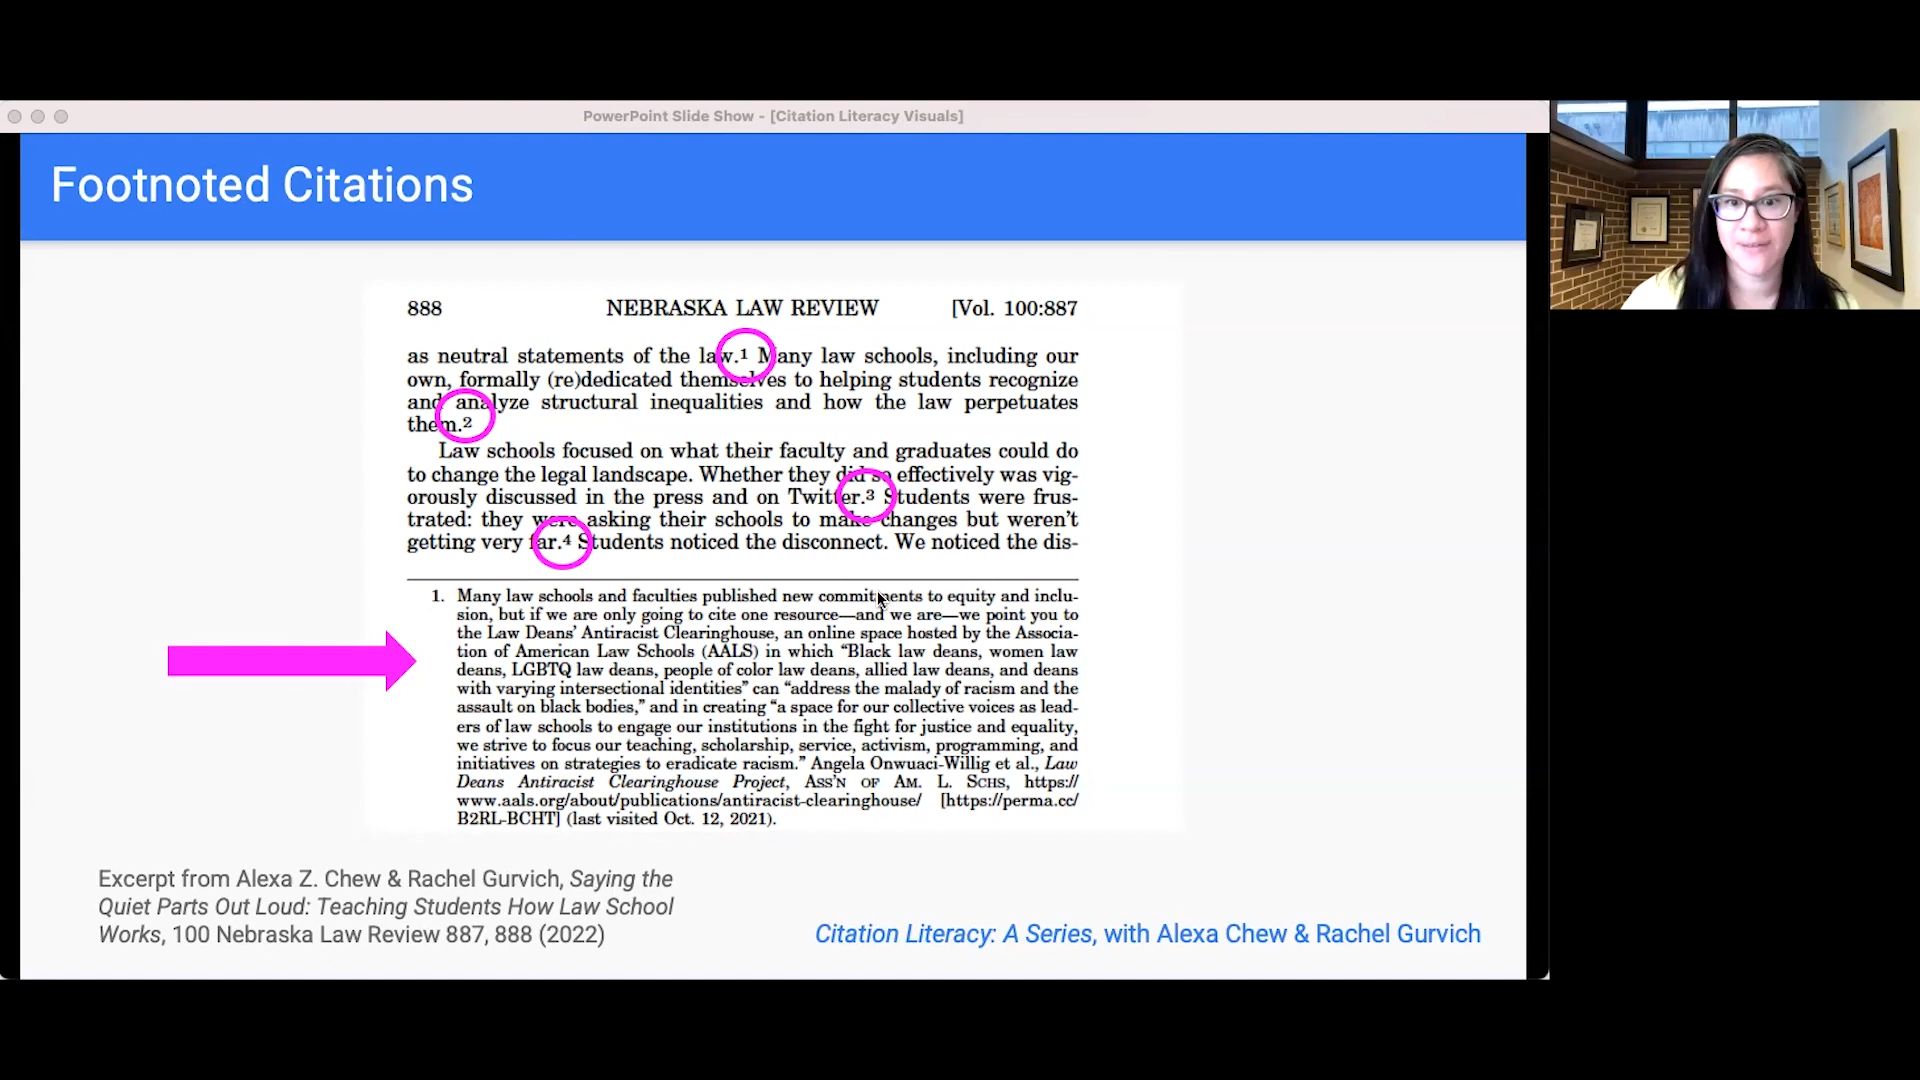 PowerPoint Slide Show - [Citation Literacy Visuals]
Footnoted Citations
888 NEBRASKA LAW REVIEW [Vol. 100:887
as neutral statements of the law.1 Many law schools, including our
own, formally (re)dedicated themselves to helping students recognize
and analyze structural inequalities and how the law perpetuates
them.2
Law schools focused on what their faculty and graduates could do
to change the legal landscape. Whether they did so effectively was vig-
orously discussed in the press and on Twitter.3 Students were frus-
trated: they were asking their schools to make changes but weren't
getting very far.4 Students noticed the disconnect. We noticed the dis-
1. Many law schools and faculties published new commitments to equity and inclu-
sion, but if we are only going to cite one resource—and we are—we point you to
the Law Deans' Antiracist Clearinghouse, an online space hosted by the Associa-
tion of American Law Schools (AALS) in which “Black law deans, women law
deans, LGBTQ law deans, people of color law deans, allied law deans, and deans
with varying intersectional identities” can “address the malady of racism and the
assault on black bodies,” and in creating “a space for our collective voices as lead-
ers of law schools to engage our institutions in the fight for justice and equality,
we strive to focus our teaching, scholarship, service, activism, programming, and
initiatives on strategies to eradicate racism.” Angela Onwuaci-Willig et al., Law
Deans Antiracist Clearinghouse Project, ASS'N OF AM. L. SCHS, https://
www.aals.org/about/publications/antiracist-clearinghouse/ [https://perma.cc/
B2RL-BCHT] (last visited Oct. 12, 2021).
Excerpt from Alexa Z. Chew & Rachel Gurvich, Saying the
Quiet Parts Out Loud: Teaching Students How Law School
Works, 100 Nebraska Law Review 887, 888 (2022)
Citation Literacy: A Series, with Alexa Chew & Rachel Gurvich